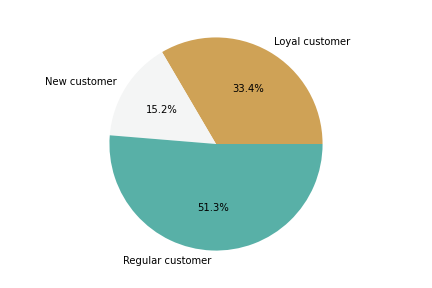 Loyal customer
33.4%
New customer
15.2%
51.3%
Regular customer